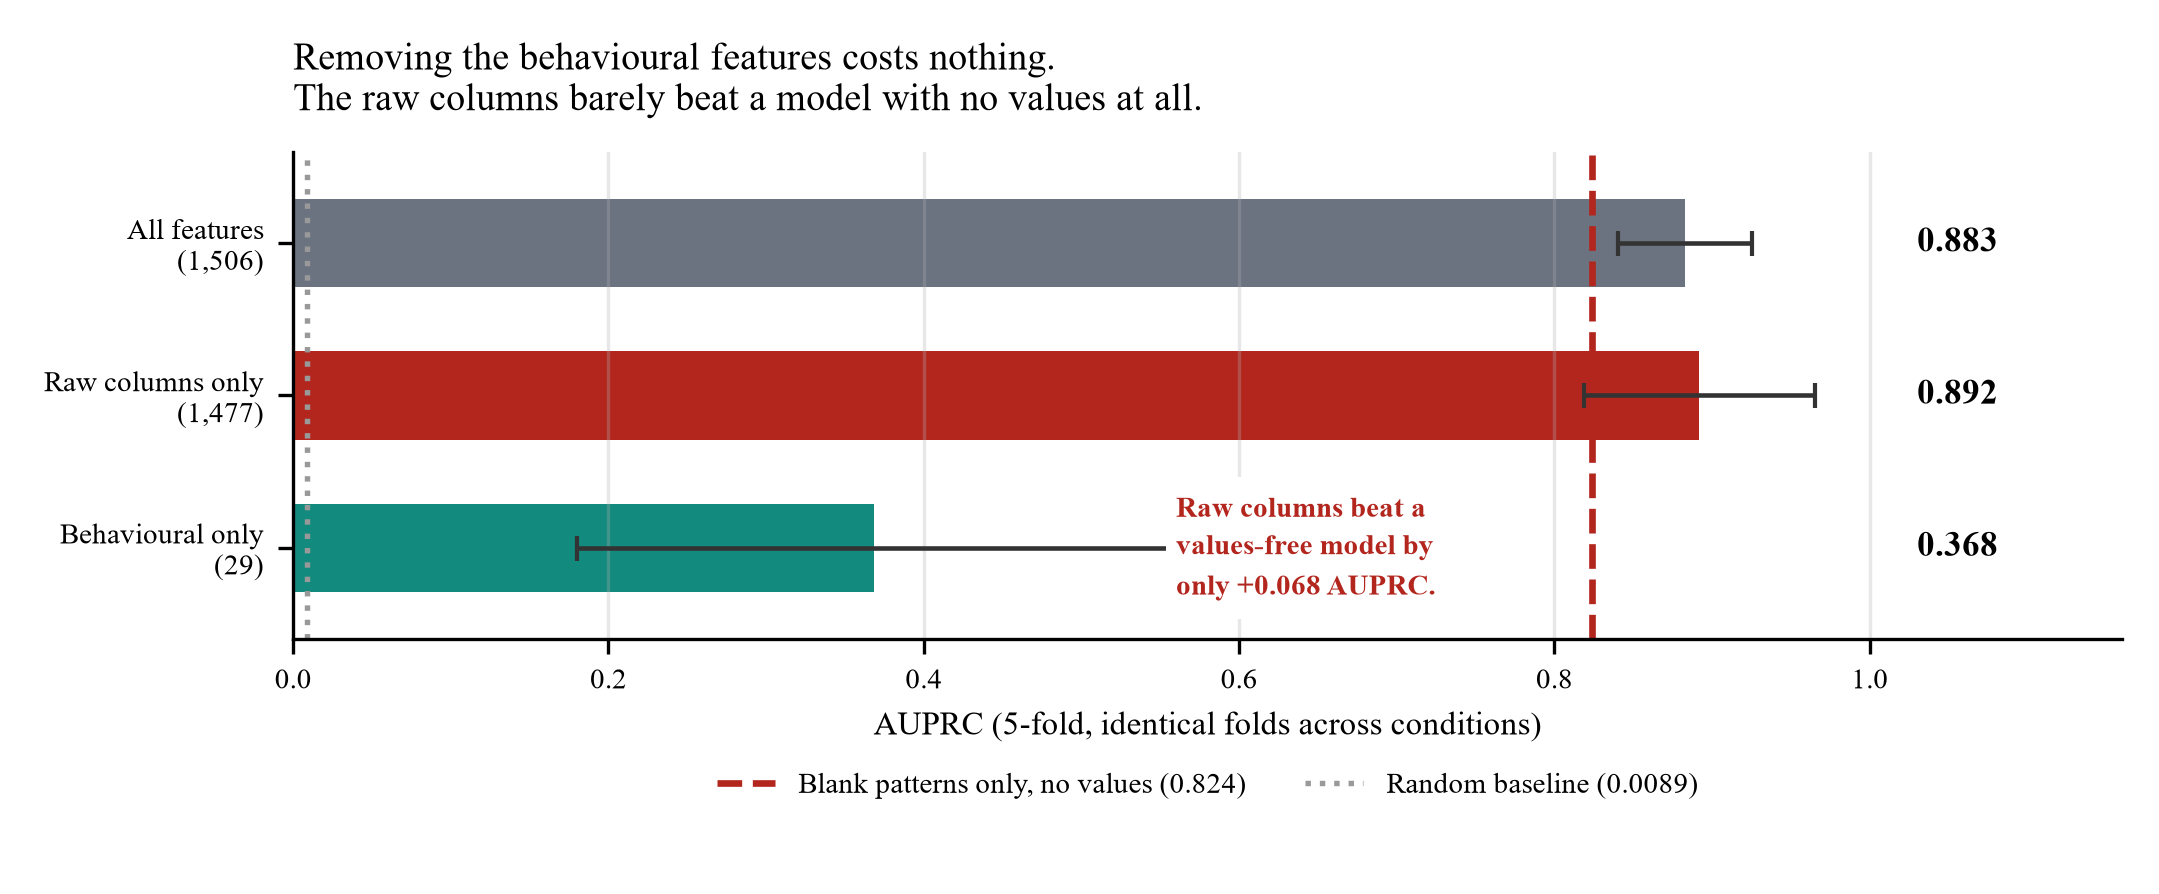 Removing the behavioural features costs nothing.
The raw columns barely beat a model with no values at all.
All features
(1,506)
0.883
Raw columns only
(1,477)
0.892
Behavioural only
(29)
Raw columns beat a
values-free model by
only +0.068 AUPRC.
0.368
0.0
0.2
0.4
0.6
0.8
1.0
AUPRC (5-fold, identical folds across conditions)
Blank patterns only, no values (0.824)
Random baseline (0.0089)